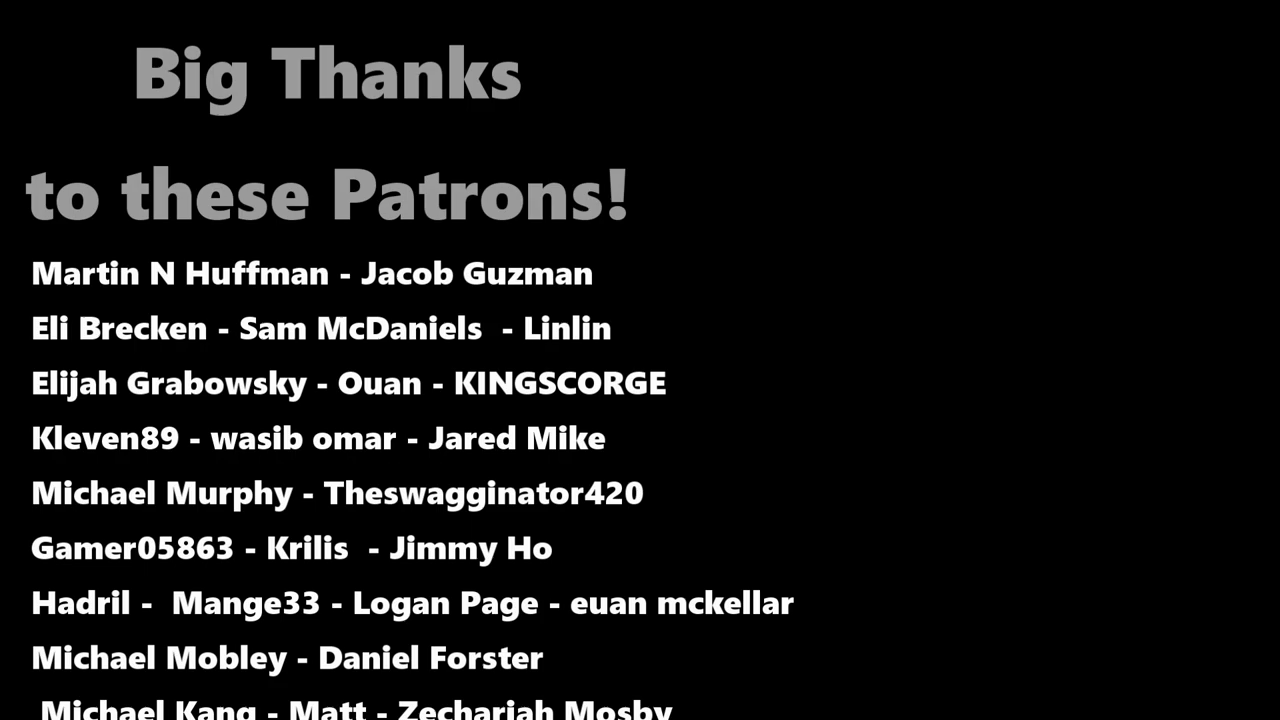 Big Thanks
to these Patrons!
Martin N Huffman - Jacob Guzman
Eli Brecken - Sam McDaniels  - Linlin
Elijah Grabowsky - Ouan - KINGSCORGE
Kleven89 - wasib omar - Jared Mike
Michael Murphy - Theswagginator420
Gamer05863 - Krilis  - Jimmy Ho
Hadril -  Mange33 - Logan Page - euan mckellar
Michael Mobley - Daniel Forster
Michael Kang - Matt - Zechariah Mosby